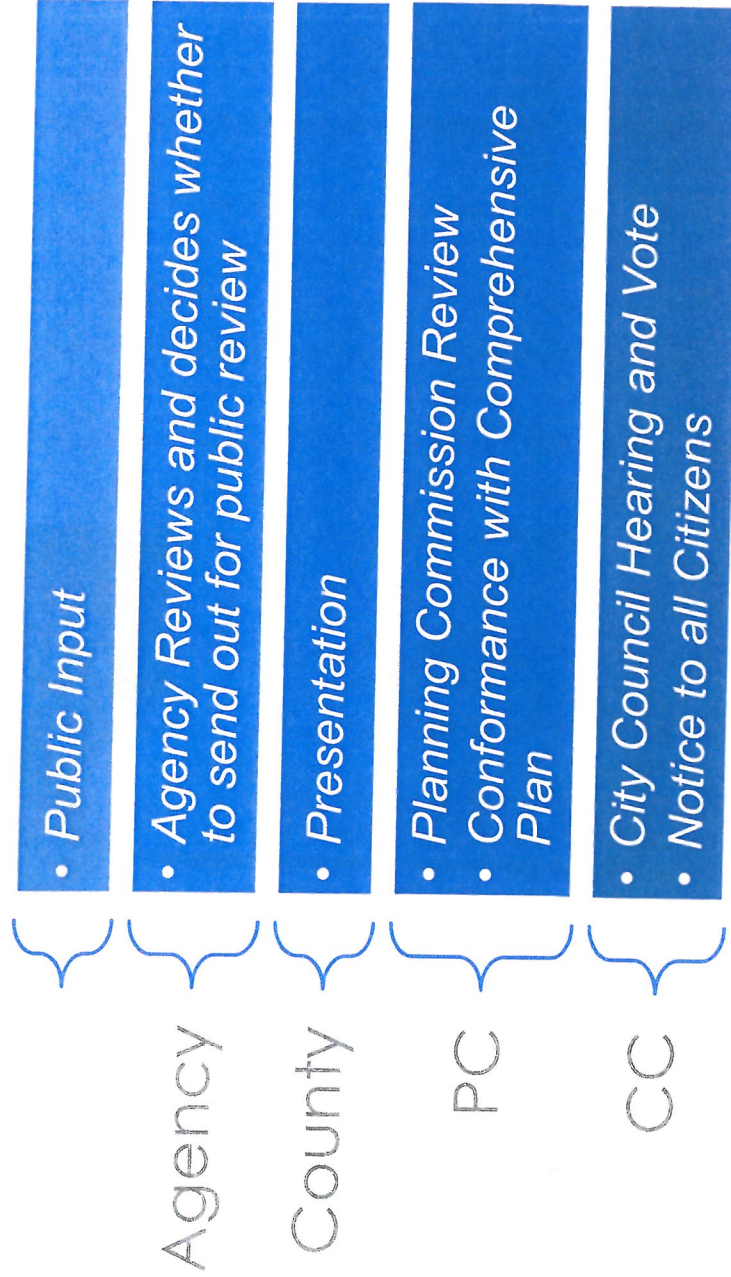 • Public Input
Agency
• Agency Reviews and decides whether
to send out for public review
County
• Presentation
PC
• Planning Commission Review
• Conformance with Comprehensive
Plan
CC
• City Council Hearing and Vote
• Notice to all Citizens